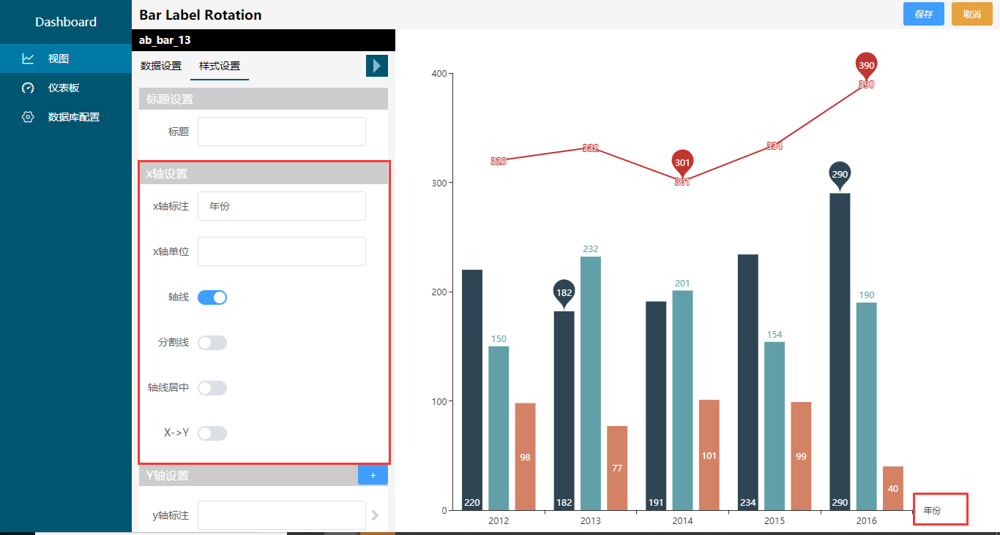 Dashboard
视图
仪表板
数据库配置
Bar Label Rotation
保存
取消
ab_bar_13
数据设置
样式设置
标题设置
标题
x轴设置
x轴标注
年份
x轴单位
轴线
分割线
轴线居中
X->Y
Y轴设置
+
y轴标注
400
300
200
100
0
320
332
301
301
334
390
390
220
150
98
182
182
232
77
191
201
101
234
154
99
290
290
190
40
2012
2013
2014
2015
2016
年份